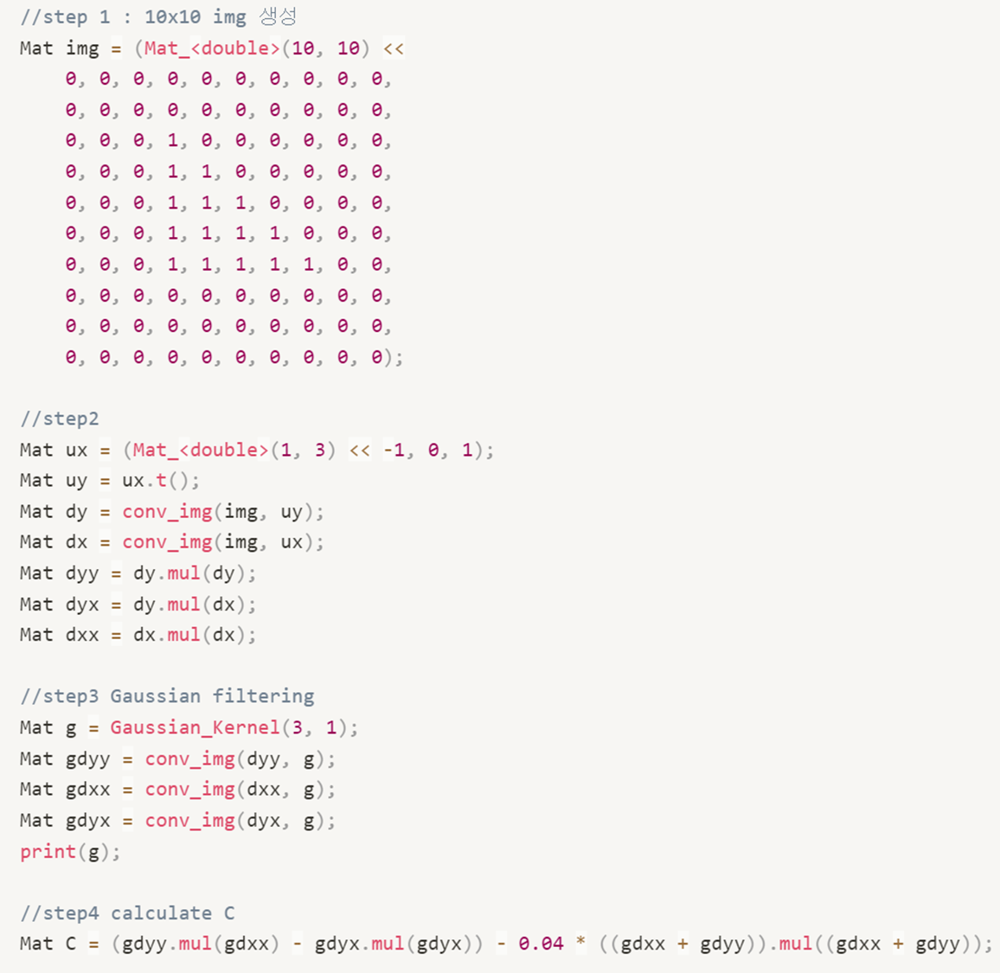 //step 1 : 10x10 img 생성
Mat img = (Mat_<double>(10, 10) <<
    0, 0, 0, 0, 0, 0, 0, 0, 0, 0,
    0, 0, 0, 0, 0, 0, 0, 0, 0, 0,
    0, 0, 0, 1, 0, 0, 0, 0, 0, 0,
    0, 0, 0, 1, 1, 0, 0, 0, 0, 0,
    0, 0, 0, 1, 1, 1, 0, 0, 0, 0,
    0, 0, 0, 1, 1, 1, 1, 0, 0, 0,
    0, 0, 0, 1, 1, 1, 1, 1, 0, 0,
    0, 0, 0, 0, 0, 0, 0, 0, 0, 0,
    0, 0, 0, 0, 0, 0, 0, 0, 0, 0,
    0, 0, 0, 0, 0, 0, 0, 0, 0, 0);
//step2
Mat ux = (Mat_<double>(1, 3) << -1, 0, 1);
Mat uy = ux.t();
Mat dy = conv_img(img, uy);
Mat dx = conv_img(img, ux);
Mat dyy = dy.mul(dy);
Mat dyx = dy.mul(dx);
Mat dxx = dx.mul(dx);
//step3 Gaussian filtering
Mat g = Gaussian_Kernel(3, 1);
Mat gdyy = conv_img(dyy, g);
Mat gdxx = conv_img(dxx, g);
Mat gdyx = conv_img(dyx, g);
print(g);
//step4 calculate C
Mat C = (gdyy.mul(gdxx) - gdyx.mul(gdyx)) - 0.04 * ((gdxx + gdyy)).mul((gdxx + gdyy));